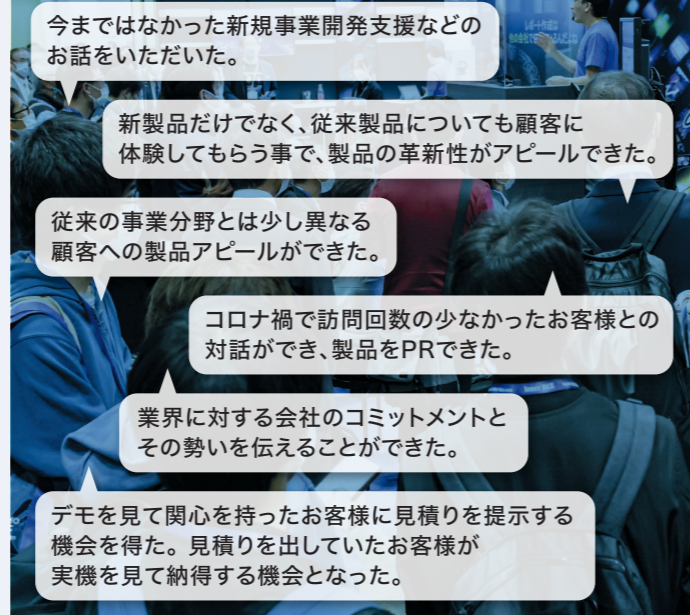 今まではなかった新規事業開発支援などの
お話をいただいた。
新製品だけでなく、従来製品についても顧客に
体験してもらう事で、製品の革新性がアピールできた。
従来の事業分野とは少し異なる
顧客への製品アピールができた。
コロナ禍で訪問回数の少なかったお客様との
対話ができ、製品をPRできた。
業界に対する会社のコミットメントと
その勢いを伝えることができた。
デモを見て関心を持ったお客様に見積りを提示する
機会を得た。見積りを出していたお客様が
実機を見て納得する機会となった。